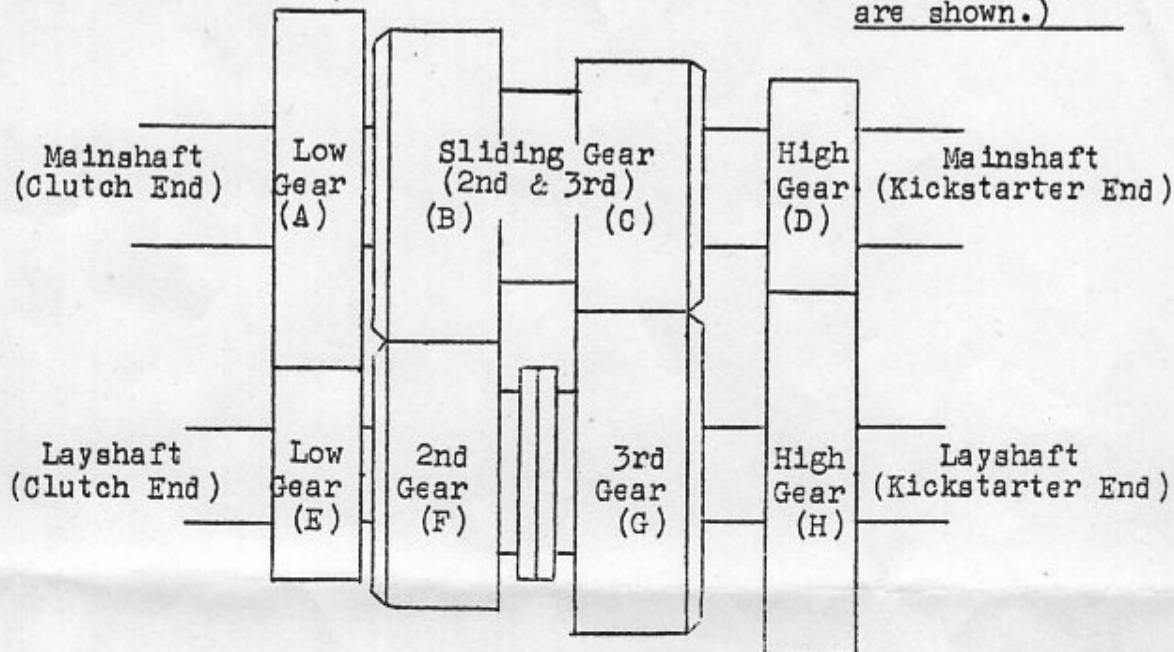 are shown.)
Mainshaft
(Clutch End)
Low
Gear
(A)
Sliding Gear
(2nd & 3rd)
(B) (C)
High
Gear
(D)
Mainshaft
(Kickstarter End)
Layshaft
(Clutch End)
Low
Gear
(E)
2nd
Gear
(F)
3rd
Gear
(G)
High
Gear
(H)
Layshaft
(Kickstarter End)